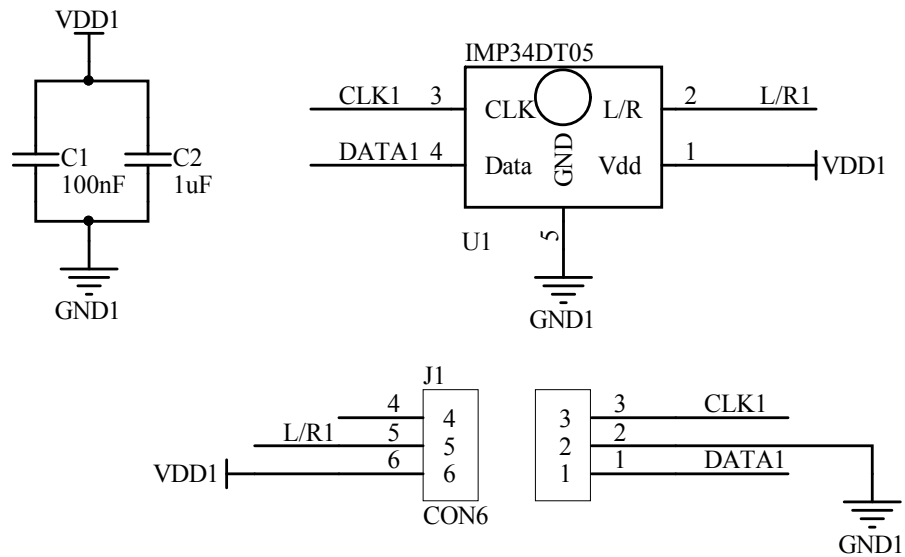 VDD1
C1
100nF
C2
1uF
GND1
IMP34DT05
CLK1 3 CLK L/R 2 L/R1
DATA1 4 Data GND Vdd 1 VDD1
U1
5
GND1
J1
4 4 3 3 CLK1
L/R1 5 5 2 2
VDD1 6 6 1 1 DATA1
CON6
GND1